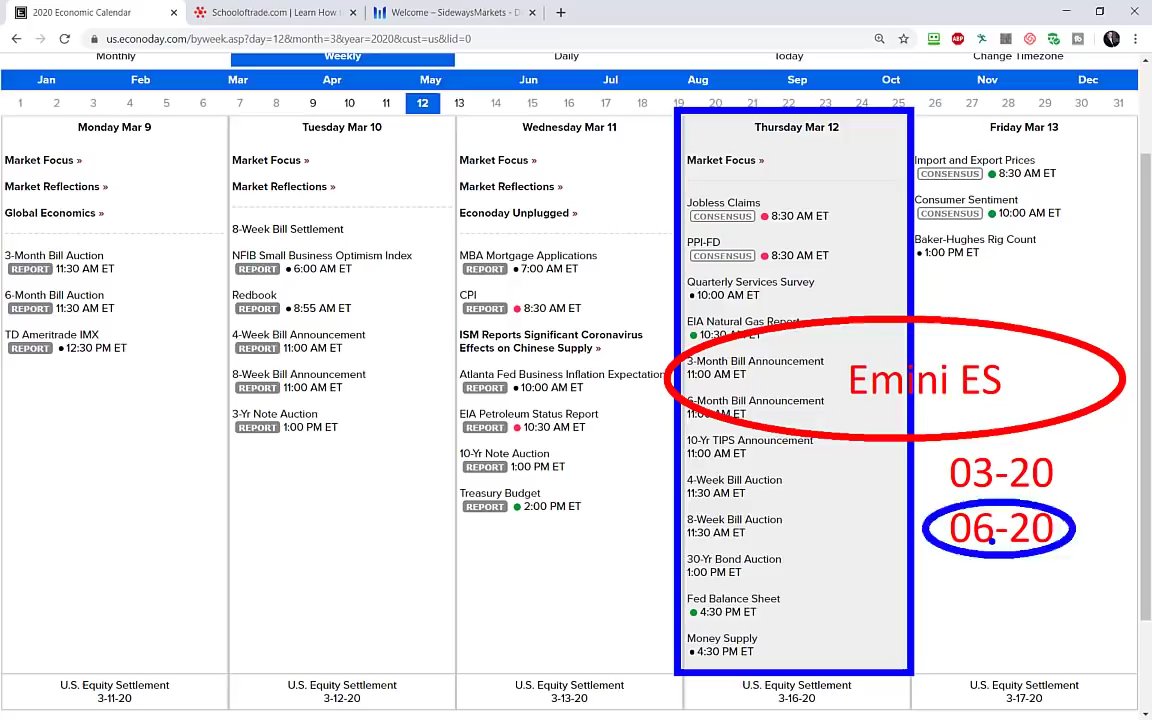 2020 Economic Calendar
Schooloftrade.com | Learn How
Welcome – SidewaysMarkets - D
us.econoday.com/byweek.asp?day=12&month=3&year=2020&cust=us&lid=0
Monthly Weekly Daily Today Change Timezone
Jan Feb Mar Apr May Jun Jul Aug Sep Oct Nov Dec
1 2 3 4 5 6 7 8 9 10 11 12 13 14 15 16 17 18 19 20 21 22 23 24 25 26 27 28 29 30 31
Monday Mar 9
Market Focus »
Market Reflections »
Global Economics »
3-Month Bill Auction
REPORT 11:30 AM ET
6-Month Bill Auction
REPORT 11:30 AM ET
TD Ameritrade IMX
REPORT 12:30 PM ET
U.S. Equity Settlement
3-11-20
Tuesday Mar 10
Market Focus »
Market Reflections »
8-Week Bill Settlement
NFIB Small Business Optimism Index
REPORT 6:00 AM ET
Redbook
REPORT 8:55 AM ET
4-Week Bill Announcement
REPORT 11:00 AM ET
8-Week Bill Announcement
REPORT 11:00 AM ET
3-Yr Note Auction
REPORT 1:00 PM ET
U.S. Equity Settlement
3-12-20
Wednesday Mar 11
Market Focus »
Market Reflections »
Econoday Unplugged »
MBA Mortgage Applications
REPORT 7:00 AM ET
CPI
REPORT 8:30 AM ET
ISM Reports Significant Coronavirus
Effects on Chinese Supply »
Atlanta Fed Business Inflation Expectation
REPORT 10:00 AM ET
EIA Petroleum Status Report
REPORT 10:30 AM ET
10-Yr Note Auction
REPORT 1:00 PM ET
Treasury Budget
REPORT 2:00 PM ET
U.S. Equity Settlement
3-13-20
Thursday Mar 12
Market Focus »
Jobless Claims
CONSENSUS 8:30 AM ET
PPI-FD
CONSENSUS 8:30 AM ET
Quarterly Services Survey
10:00 AM ET
EIA Natural Gas Report
10:30 AM ET
3-Month Bill Announcement
11:00 AM ET
6-Month Bill Announcement
11:00 AM ET
10-Yr TIPS Announcement
11:00 AM ET
4-Week Bill Auction
11:30 AM ET
8-Week Bill Auction
11:30 AM ET
30-Yr Bond Auction
1:00 PM ET
Fed Balance Sheet
4:30 PM ET
Money Supply
4:30 PM ET
U.S. Equity Settlement
3-16-20
Friday Mar 13
Import and Export Prices
CONSENSUS 8:30 AM ET
Consumer Sentiment
CONSENSUS 10:00 AM ET
Baker-Hughes Rig Count
1:00 PM ET
U.S. Equity Settlement
3-17-20
Emini ES
03-20
06-20